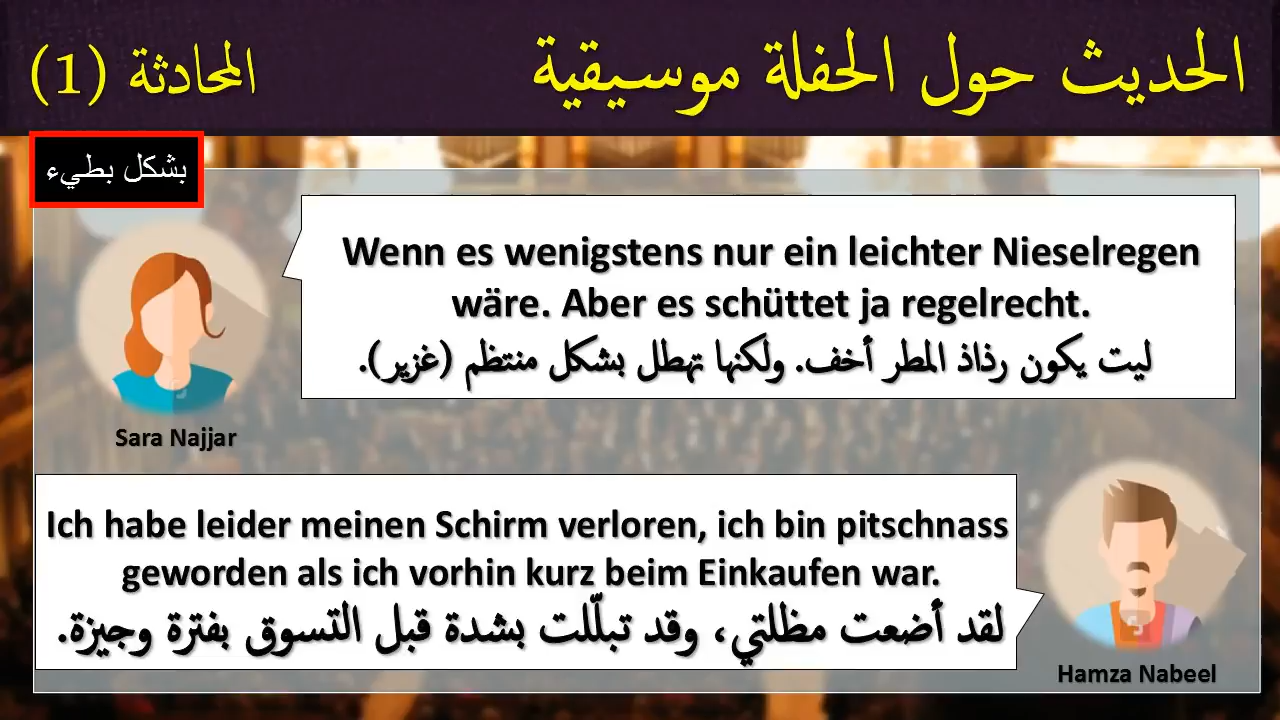 الحديث حول الحفلة موسيقية
المحادثة (1)
بشكل بطيء
Wenn es wenigstens nur ein leichter Nieselregen
wäre. Aber es schüttet ja regelrecht.
ليت يكون رذاذ المطر أخف. ولكنها تهطل بشكل منتظم (غزير).
Sara Najjar
Ich habe leider meinen Schirm verloren, ich bin pitschnass
geworden als ich vorhin kurz beim Einkaufen war.
لقد أضعت مظلتي، وقد تبلّلت بشدة قبل التسوق بفترة وجيزة.
Hamza Nabeel